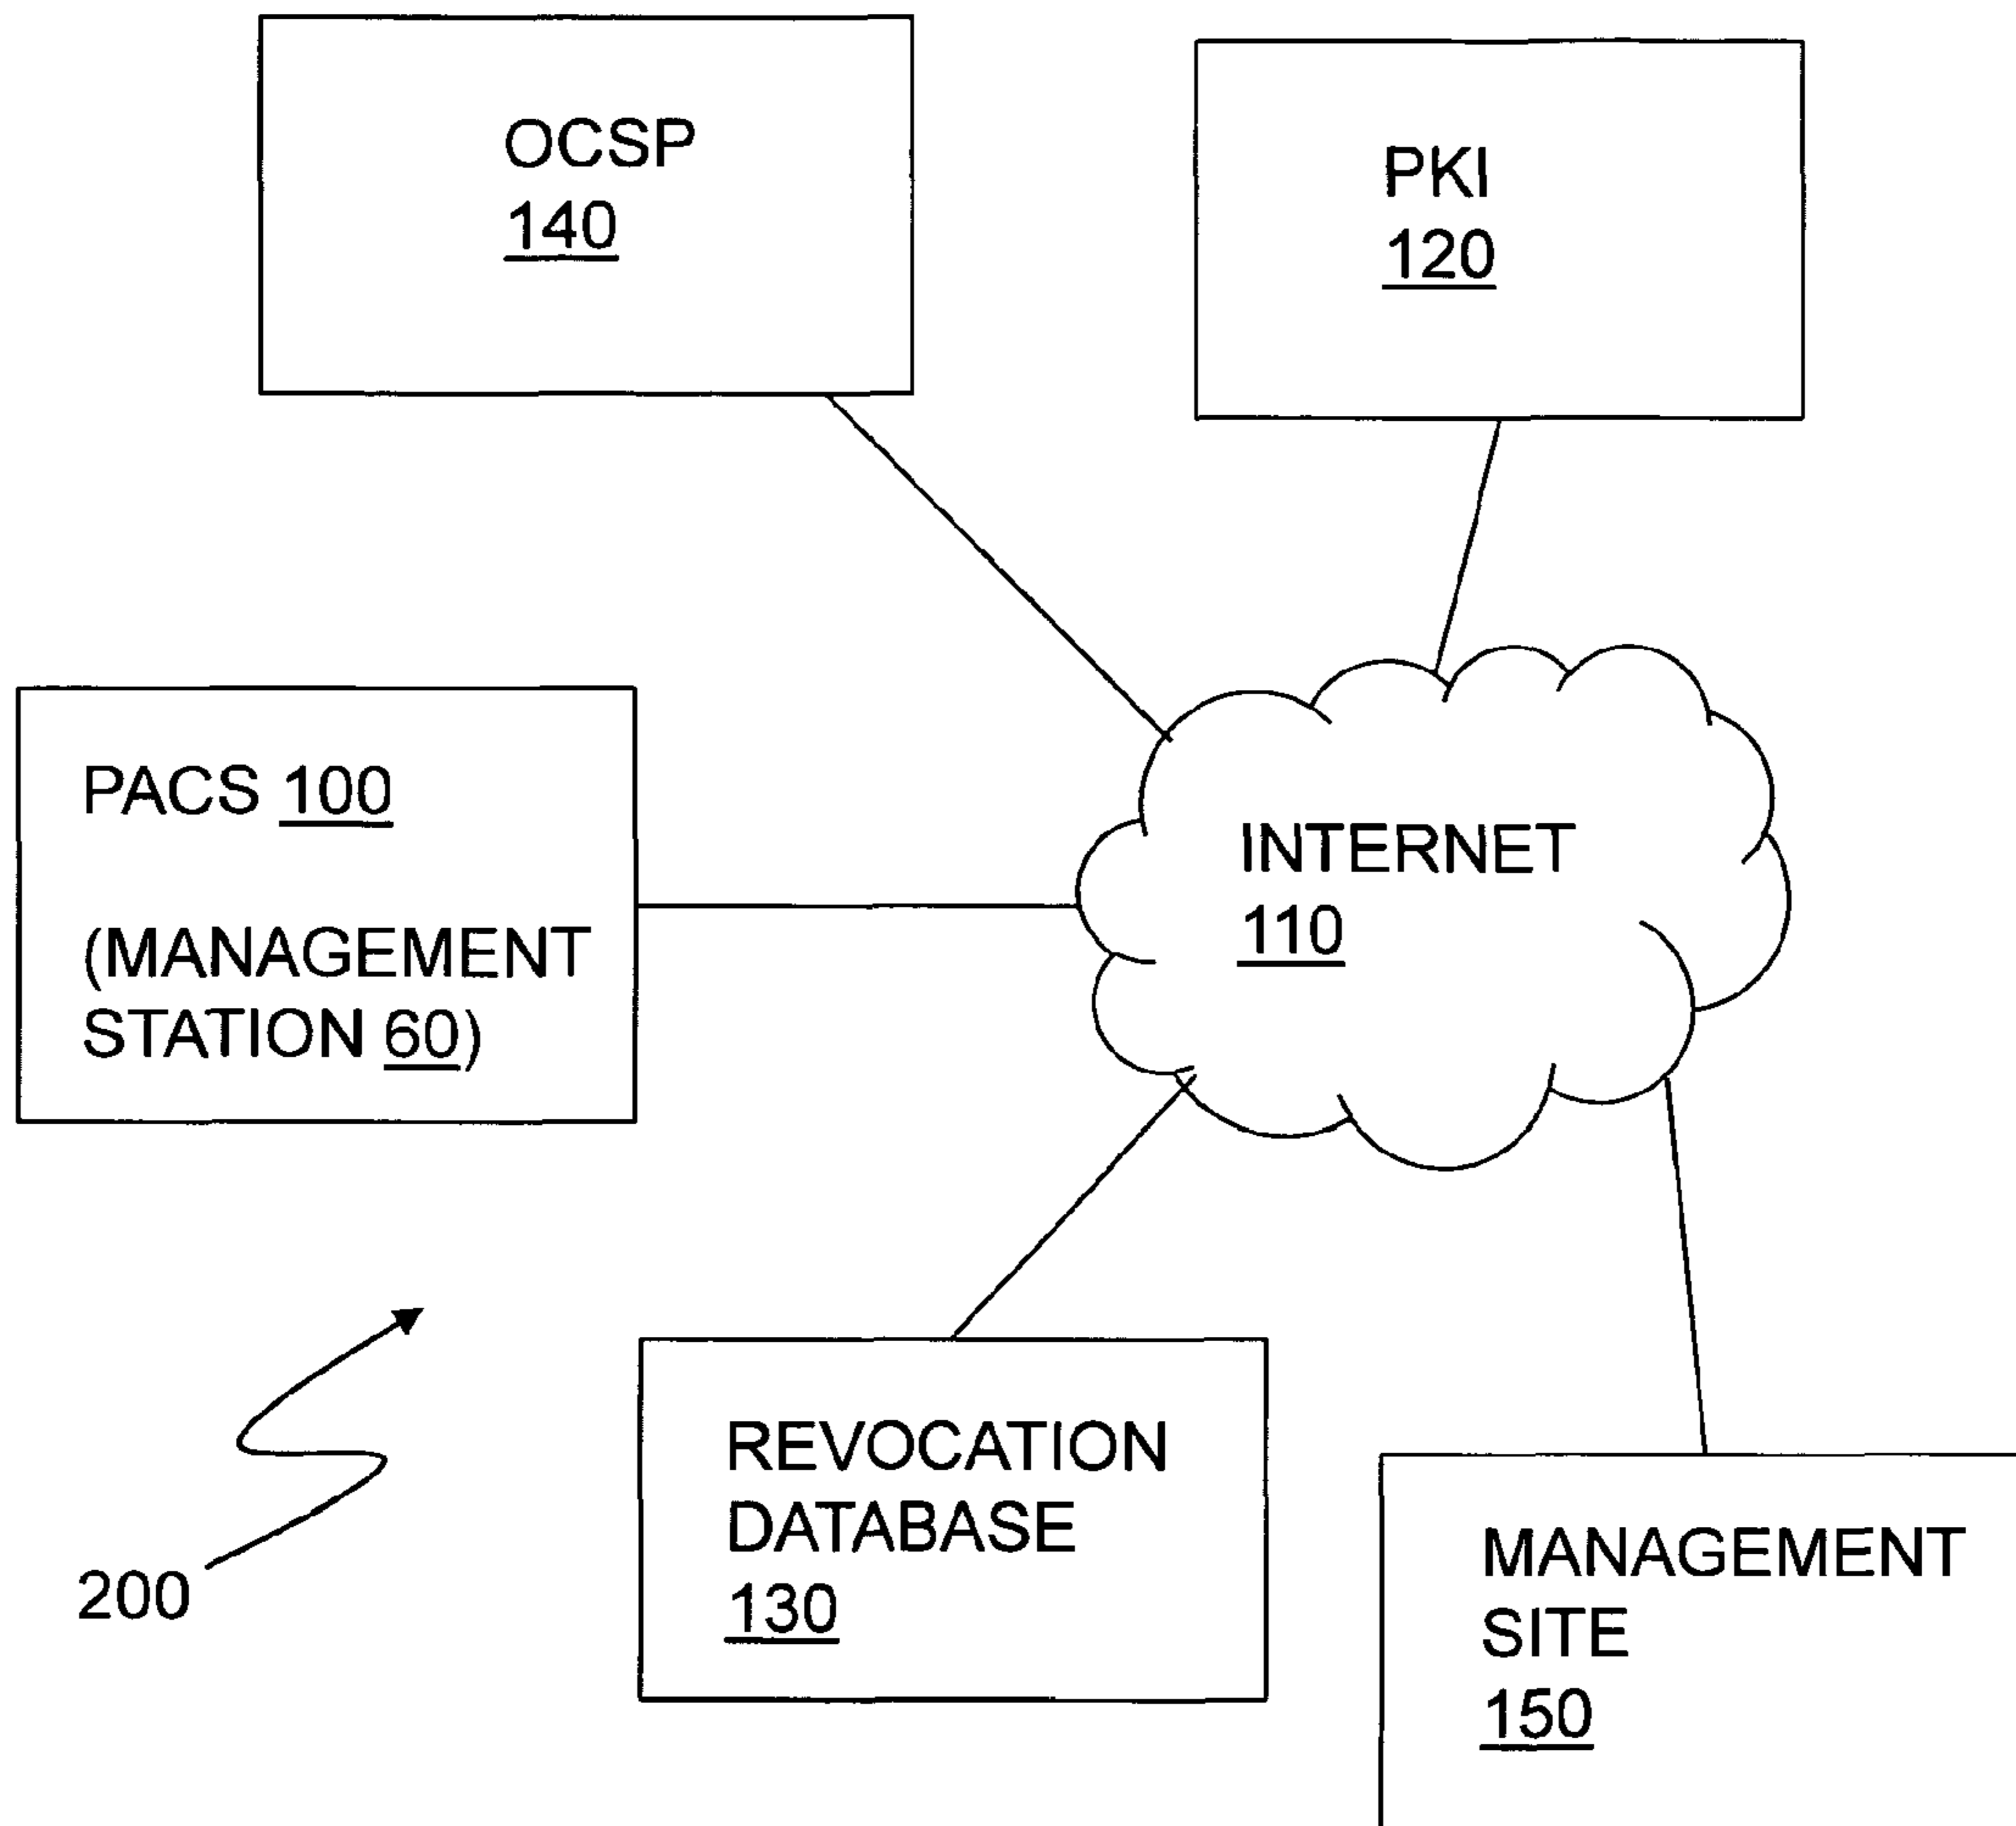 OCSP
140
PKI
120
PACS 100
(MANAGEMENT
STATION 60)
INTERNET
110
REVOCATION
DATABASE
130
MANAGEMENT
SITE
150
200